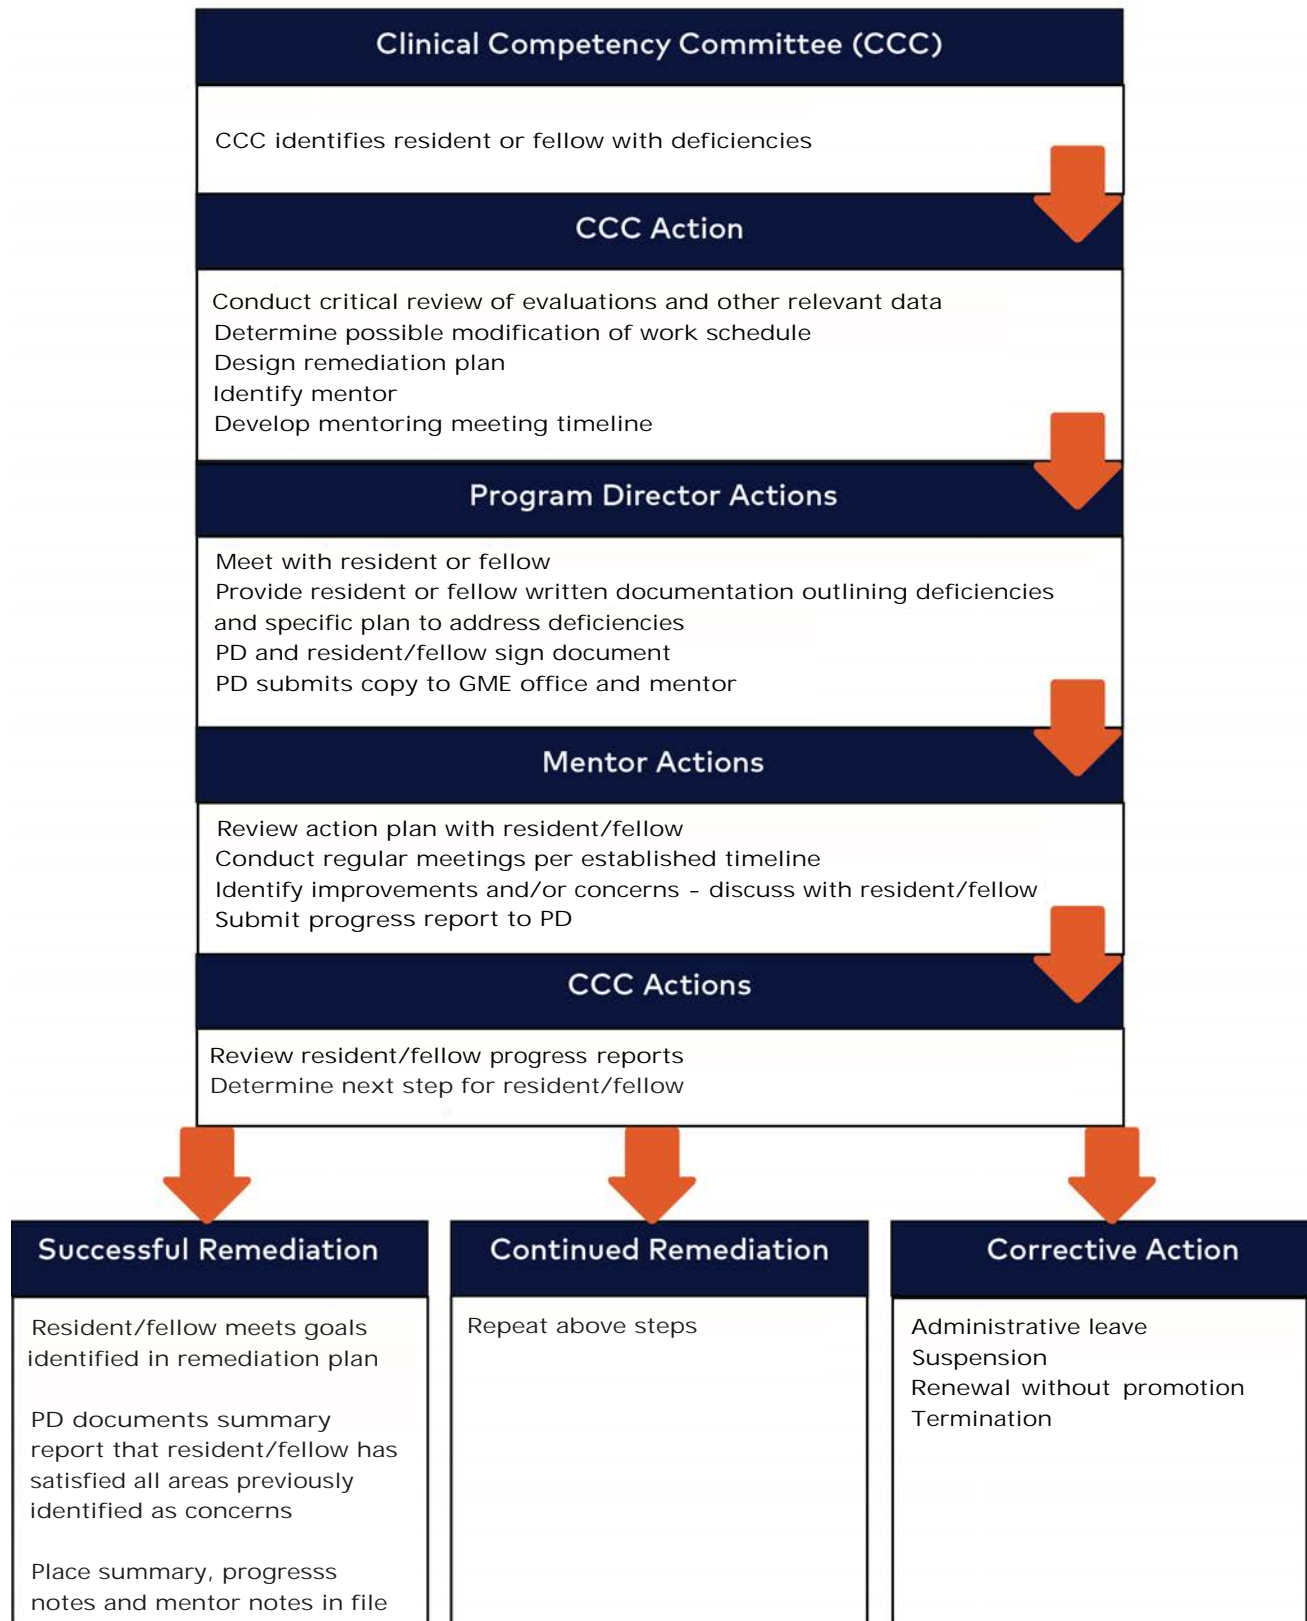 Clinical Competency Committee (CCC)
CCC identifies resident or fellow with deficiencies
CCC Action
Conduct critical review of evaluations and other relevant data
Determine possible modification of work schedule
Design remediation plan
Identify mentor
Develop mentoring meeting timeline
Program Director Actions
Meet with resident or fellow
Provide resident or fellow written documentation outlining deficiencies
and specific plan to address deficiencies
PD and resident/fellow sign document
PD submits copy to GME office and mentor
Mentor Actions
Review action plan with resident/fellow
Conduct regular meetings per established timeline
Identify improvements and/or concerns – discuss with resident/fellow
Submit progress report to PD
CCC Actions
Review resident/fellow progress reports
Determine next step for resident/fellow
Successful Remediation
Resident/fellow meets goals
identified in remediation plan
PD documents summary
report that resident/fellow has
satisfied all areas previously
identified as concerns
Place summary, progresss
notes and mentor notes in file
Continued Remediation
Repeat above steps
Corrective Action
Administrative leave
Suspension
Renewal without promotion
Termination